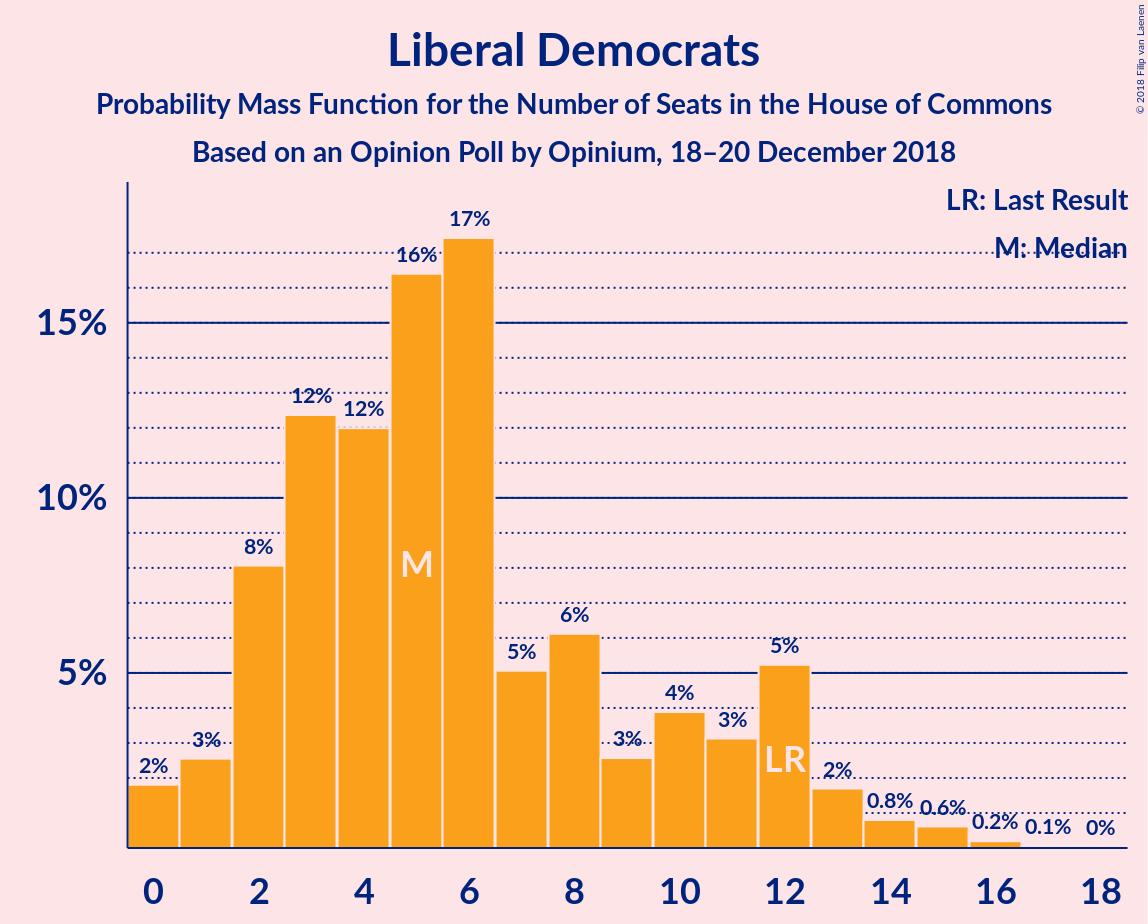 Liberal Democrats
Probability Mass Function for the Number of Seats in the House of Commons
Based on an Opinion Poll by Opinium, 18–20 December 2018
© 2018 Filip van Laenen
LR: Last Result
M: Median
17%
16%
15%
12%
12%
10%
8%
M
6%
5%
5%
5%
4%
3%
3%
3%
LR
2%
2%
0.8%
0.6%
0.2%
0.1%
0%
0 2 4 6 8 10 12 14 16 18